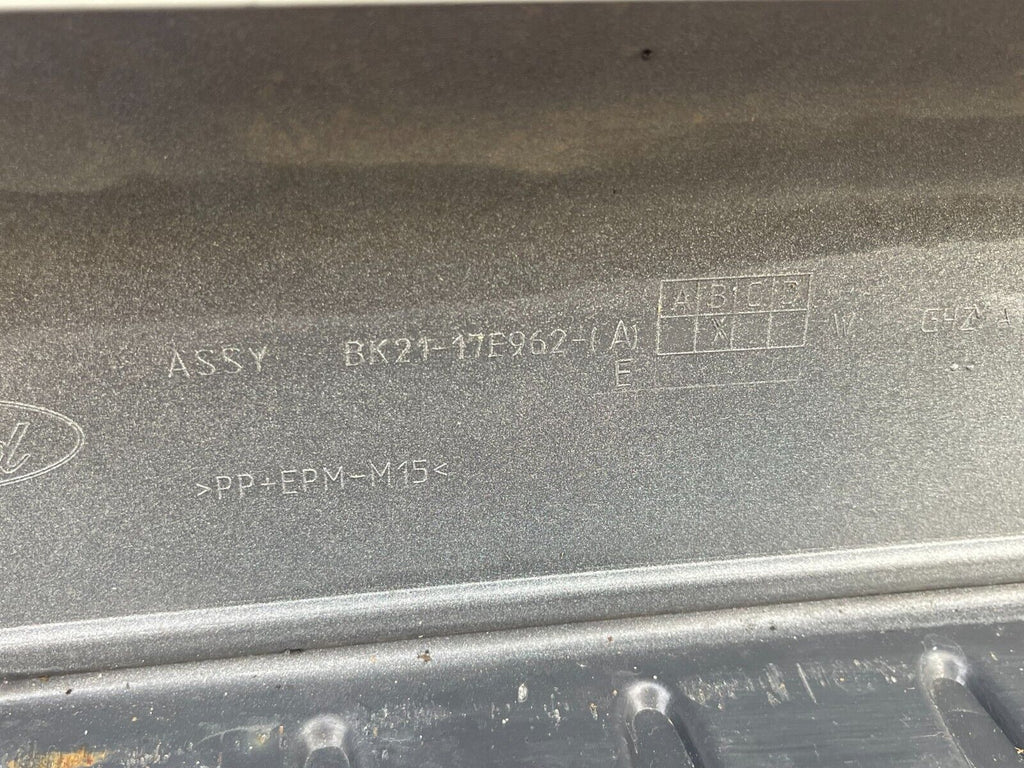 A B C D
ASSY BK21-17E962-(A) X
E
>PP+EPM-M15<